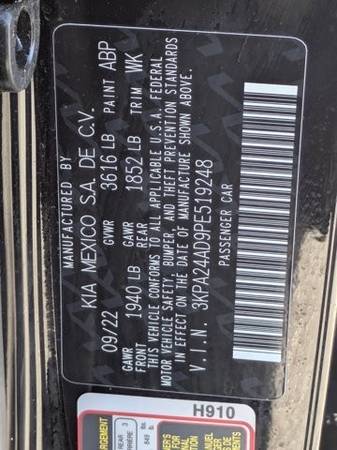 MANUFACTURED BY
KIA MEXICO S.A. DE C.V.
09/22 GVWR 3616 LB PAINT ABP
GAWR FRONT 1940 LB GAWR REAR 1852 LB TRIM WK
THIS VEHICLE CONFORMS TO ALL APPLICABLE U.S.A. FEDERAL
MOTOR VEHICLE SAFETY, BUMPER, AND THEFT PREVENTION STANDARDS
IN EFFECT ON THE DATE OF MANUFACTURE SHOWN ABOVE.
V.I.N. 3KPA24AD9PE519248
PASSENGER CAR
H910
REAR 3